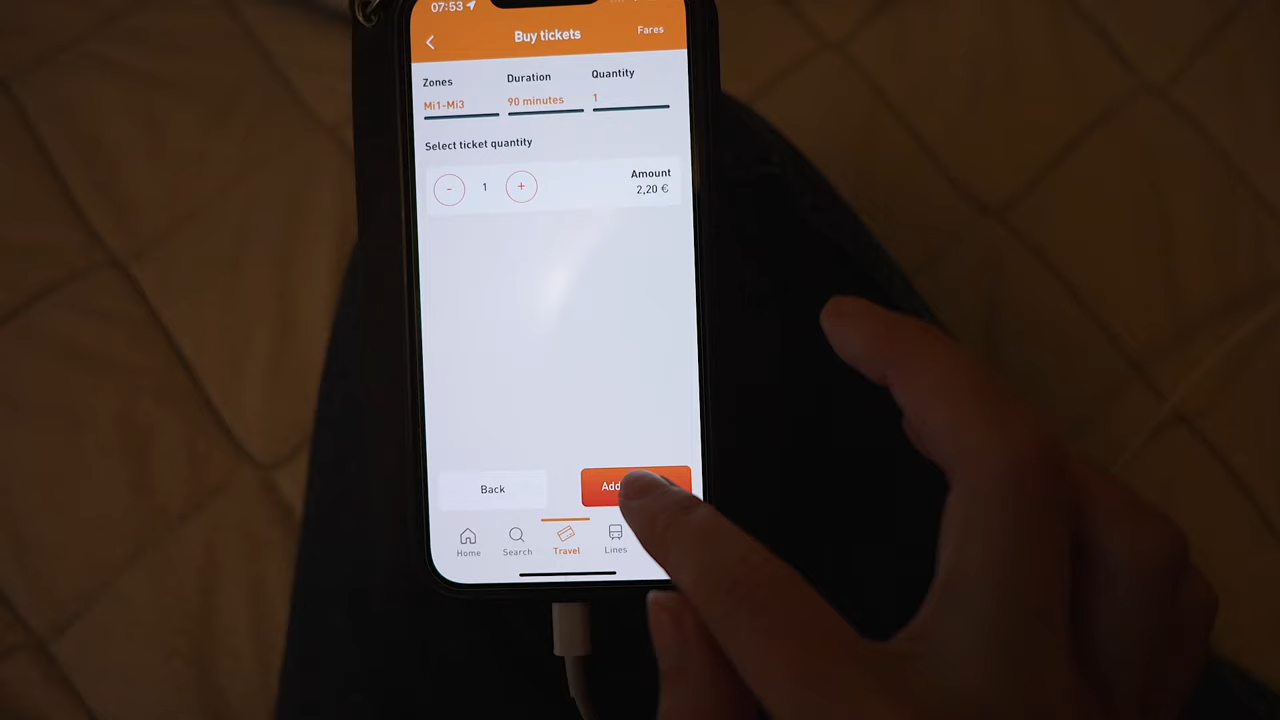 07:53
Buy tickets
Fares
Zones Duration Quantity
Mi1-Mi3 90 minutes 1
Select ticket quantity
- 1 +
Amount
2,20 €
Back
Add
Home Search Travel Lines